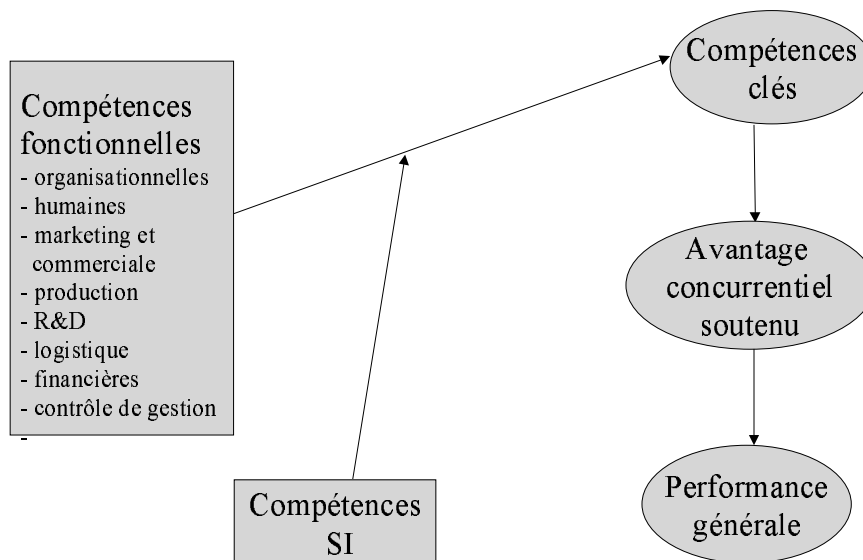 Compétences
fonctionnelles
- organisationnelles
- humaines
- marketing et
commerciale
- production
- R&D
- logistique
- financières
- contrôle de gestion
-
Compétences
SI
Compétences
clés
Avantage
concurrentiel
soutenu
Performance
générale